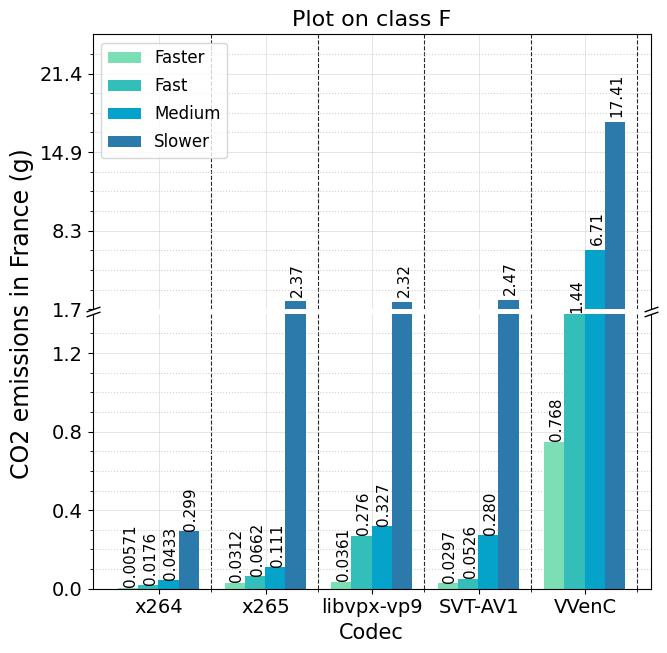 Plot on class F
CO2 emissions in France (g)
Faster
Fast
Medium
Slower
21.4
14.9
8.3
1.7
1.2
0.8
0.4
0.0
0.00571
0.0176
0.0433
0.299
0.0312
0.0662
0.111
2.37
0.0361
0.276
0.327
2.32
0.0297
0.0526
0.280
2.47
0.768
1.44
6.71
17.41
x264
x265
libvpx-vp9
SVT-AV1
VVenC
Codec